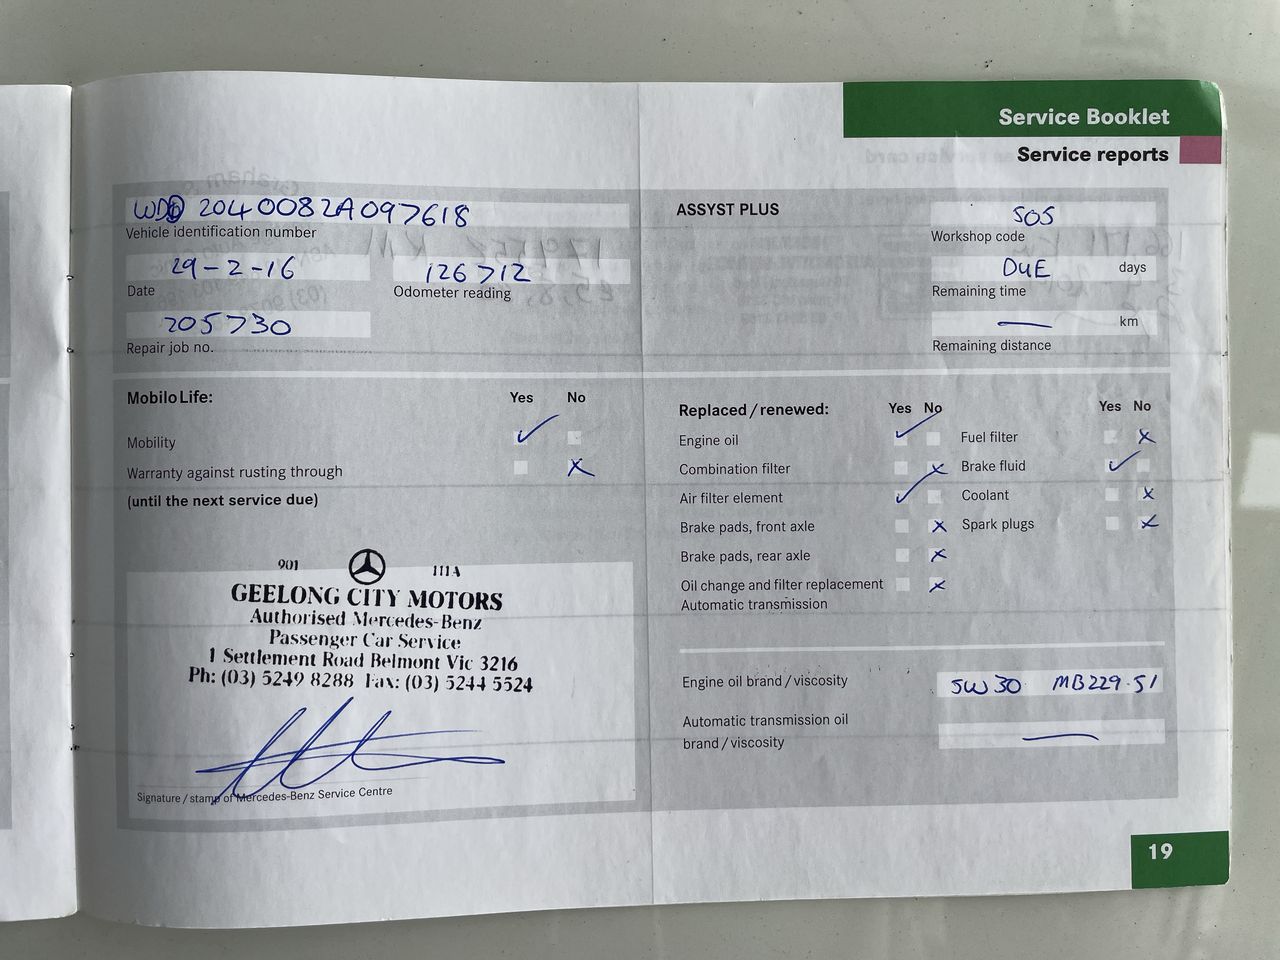 Service Booklet
Service reports
WDD 2040082A097618
Vehicle identification number
29-2-16
Date
126712
Odometer reading
205730
Repair job no.
ASSYST PLUS
505
Workshop code
DUE days
Remaining time
— km
Remaining distance
MobiloLife: Yes No
Mobility ✓
Warranty against rusting through x
(until the next service due)
901 111A
GEELONG CITY MOTORS
Authorised Mercedes-Benz
Passenger Car Service
1 Settlement Road Belmont Vic 3216
Ph: (03) 5249 8288 Fax: (03) 5244 5524
Signature / stamp of Mercedes-Benz Service Centre
Replaced / renewed: Yes No Yes No
Engine oil ✓ Fuel filter x
Combination filter x Brake fluid ✓
Air filter element ✓ Coolant x
Brake pads, front axle x Spark plugs x
Brake pads, rear axle x
Oil change and filter replacement x
Automatic transmission
Engine oil brand / viscosity 5W30 MB229.51
Automatic transmission oil
brand / viscosity —
19